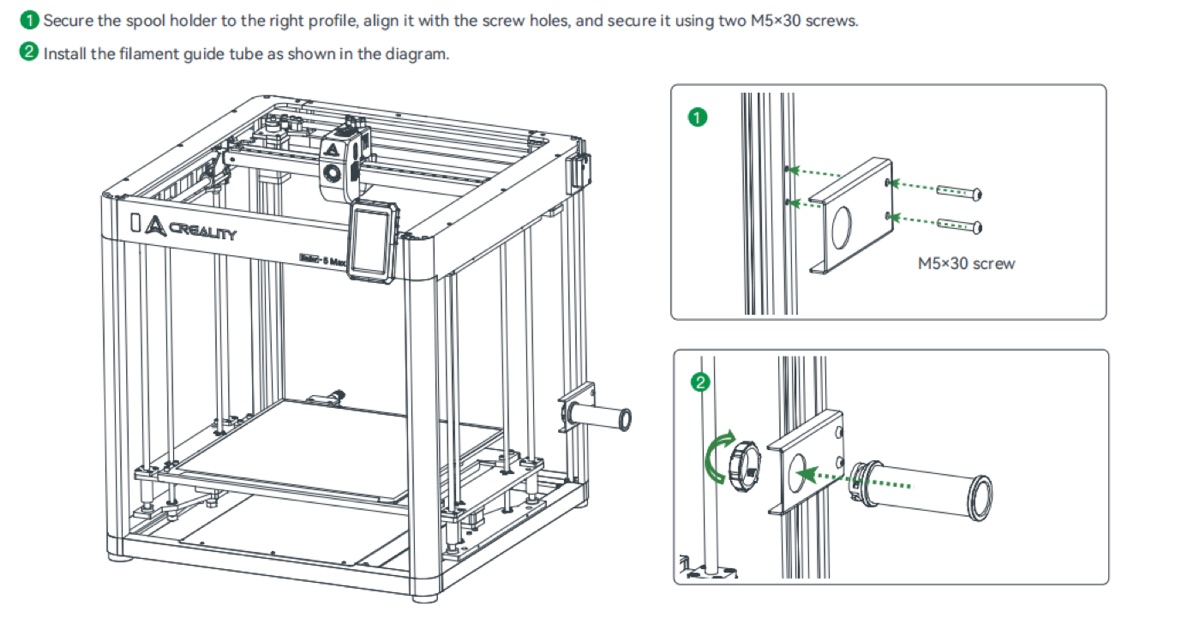 1 Secure the spool holder to the right profile, align it with the screw holes, and secure it using two M5×30 screws.
2 Install the filament guide tube as shown in the diagram.
CREALITY
-5 Max
1
M5×30 screw
2